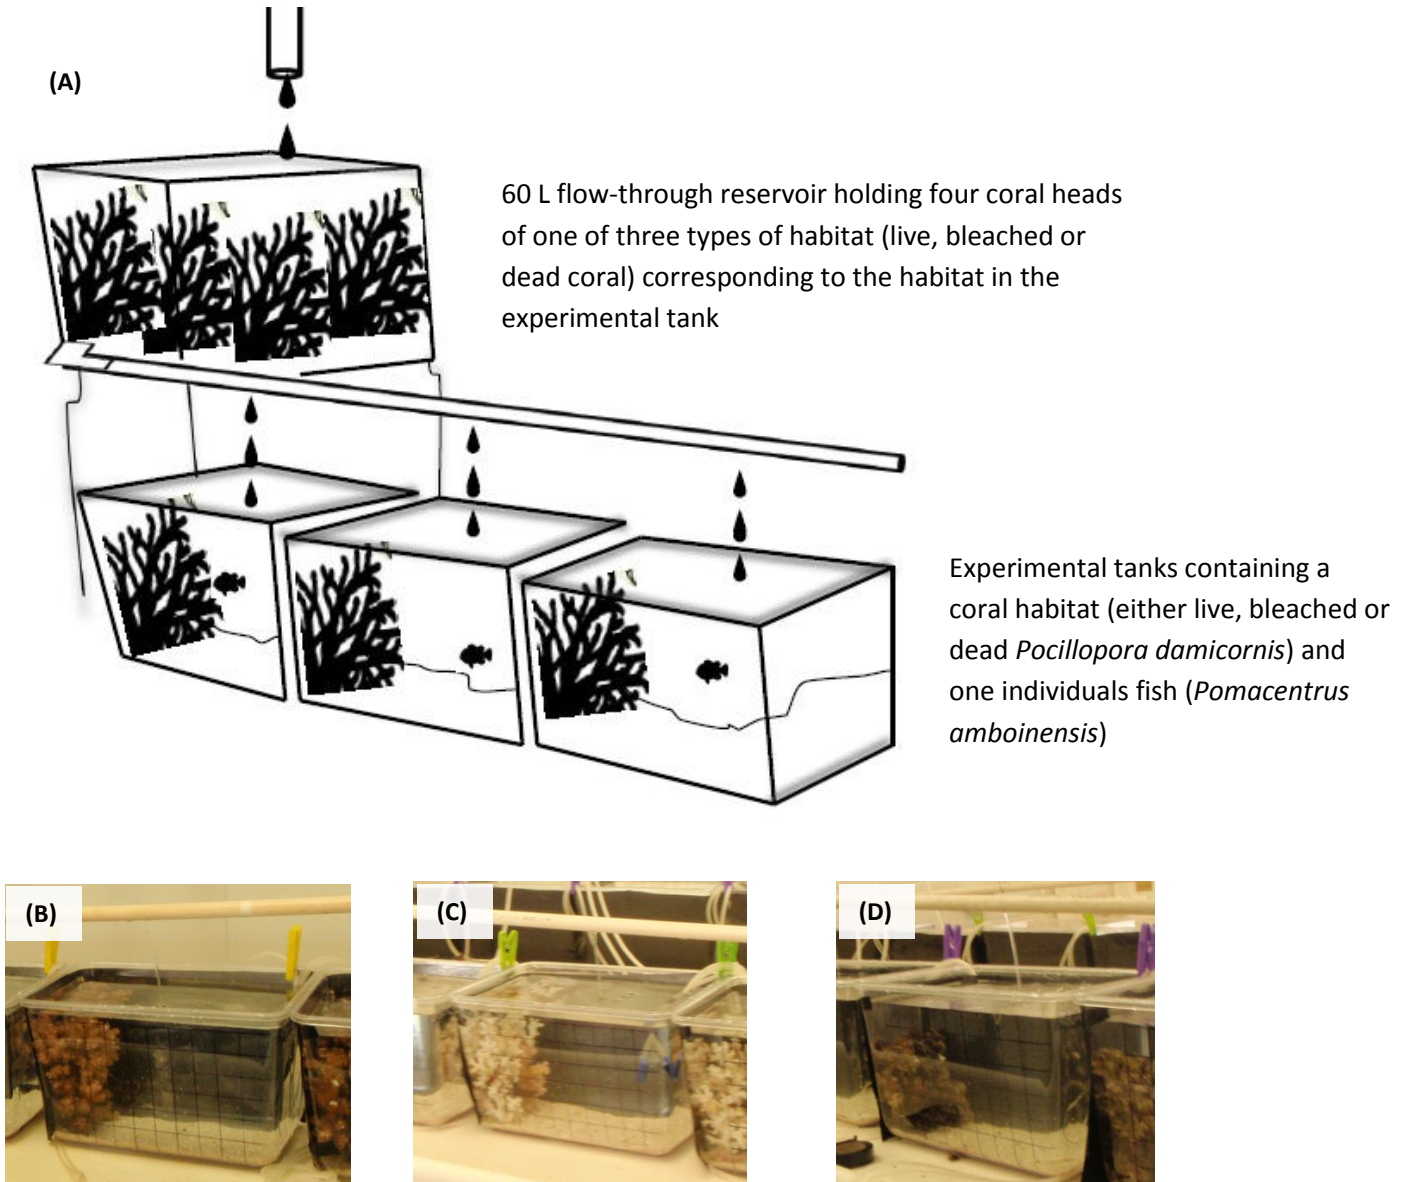 (A)
60 L flow-through reservoir holding four coral heads
of one of three types of habitat (live, bleached or
dead coral) corresponding to the habitat in the
experimental tank
Experimental tanks containing a
coral habitat (either live, bleached or
dead Pocillopora damicornis) and
one individuals fish (Pomacentrus
amboinensis)
(B)
(C)
(D)